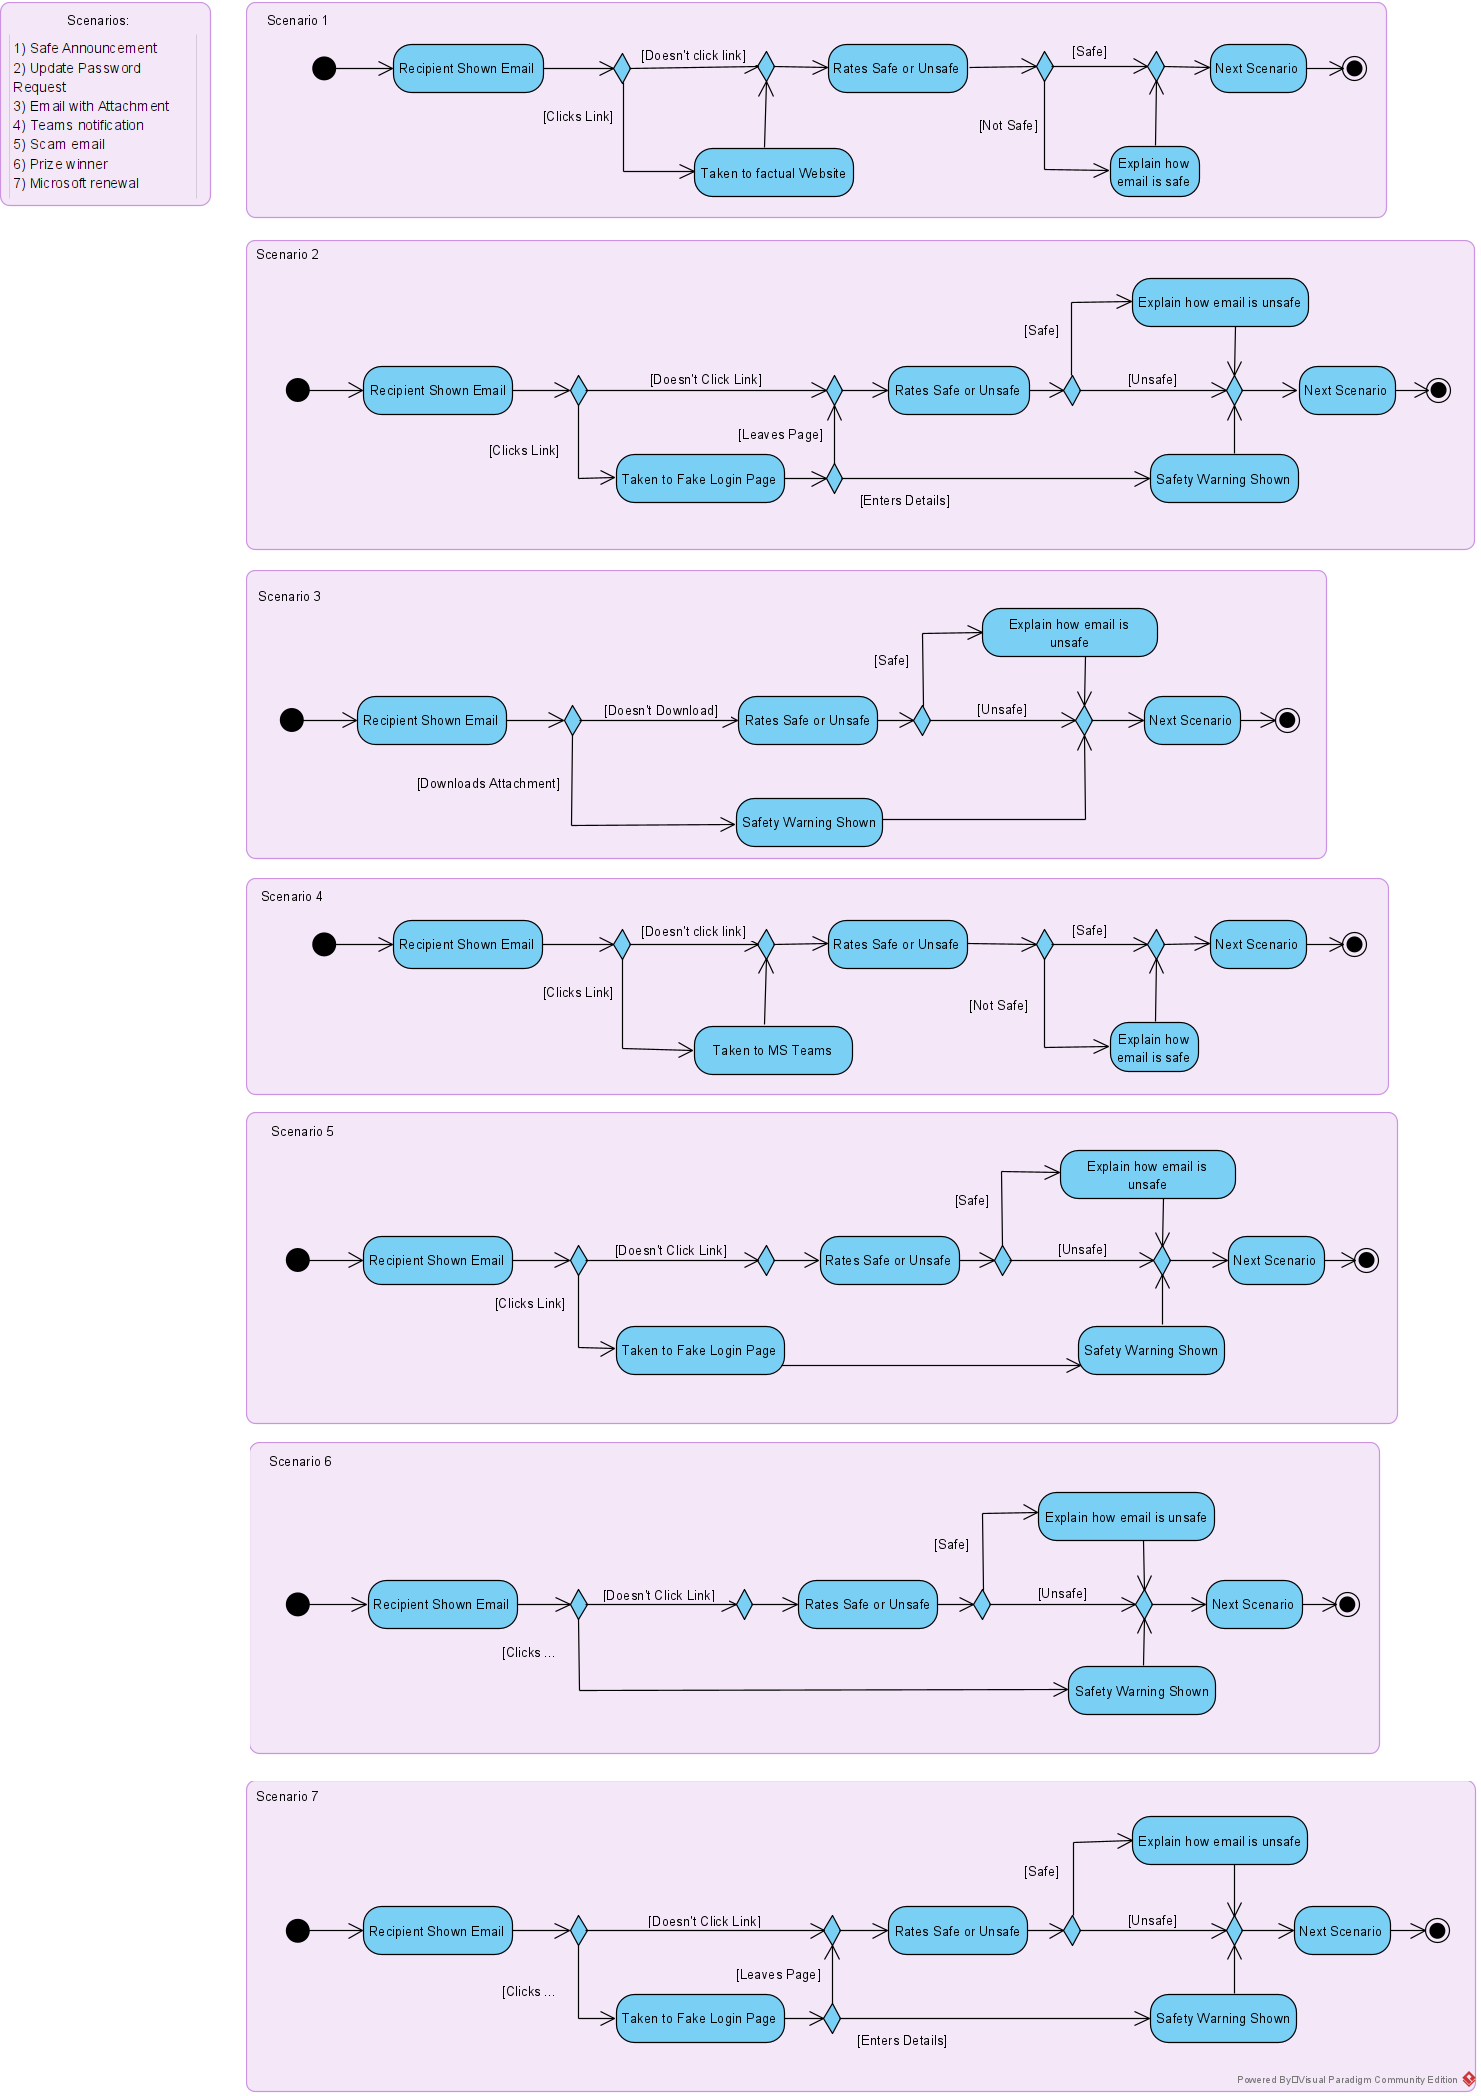 Scenarios:
1) Safe Announcement
2) Update Password
Request
3) Email with Attachment
4) Teams notification
5) Scam email
6) Prize winner
7) Microsoft renewal
Scenario 1
Recipient Shown Email
[Doesn't click link]
[Clicks Link]
Taken to factual Website
Rates Safe or Unsafe
[Safe]
[Not Safe]
Explain how
email is safe
Next Scenario
Scenario 2
Recipient Shown Email
[Doesn't Click Link]
[Clicks Link]
Taken to Fake Login Page
[Leaves Page]
[Enters Details]
Rates Safe or Unsafe
[Safe]
Explain how email is unsafe
[Unsafe]
Safety Warning Shown
Next Scenario
Scenario 3
Recipient Shown Email
[Doesn't Download]
[Downloads Attachment]
Rates Safe or Unsafe
Safety Warning Shown
[Safe]
Explain how email is
unsafe
[Unsafe]
Next Scenario
Scenario 4
Recipient Shown Email
[Doesn't click link]
[Clicks Link]
Taken to MS Teams
Rates Safe or Unsafe
[Safe]
[Not Safe]
Explain how
email is safe
Next Scenario
Scenario 5
Recipient Shown Email
[Doesn't Click Link]
[Clicks Link]
Taken to Fake Login Page
Rates Safe or Unsafe
[Safe]
Explain how email is
unsafe
[Unsafe]
Safety Warning Shown
Next Scenario
Scenario 6
Recipient Shown Email
[Doesn't Click Link]
[Clicks ...
Rates Safe or Unsafe
[Safe]
Explain how email is unsafe
[Unsafe]
Safety Warning Shown
Next Scenario
Scenario 7
Recipient Shown Email
[Doesn't Click Link]
[Clicks ...
Taken to Fake Login Page
[Leaves Page]
[Enters Details]
Rates Safe or Unsafe
[Safe]
Explain how email is unsafe
[Unsafe]
Safety Warning Shown
Next Scenario
Powered By Visual Paradigm Community Edition